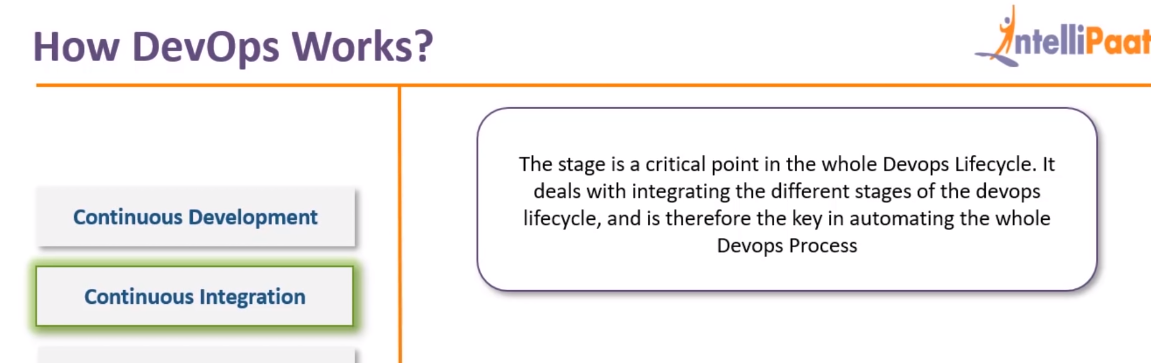 How DevOps Works?
intelliPaat
The stage is a critical point in the whole Devops Lifecycle. It
deals with integrating the different stages of the devops
lifecycle, and is therefore the key in automating the whole
Devops Process
Continuous Development
Continuous Integration